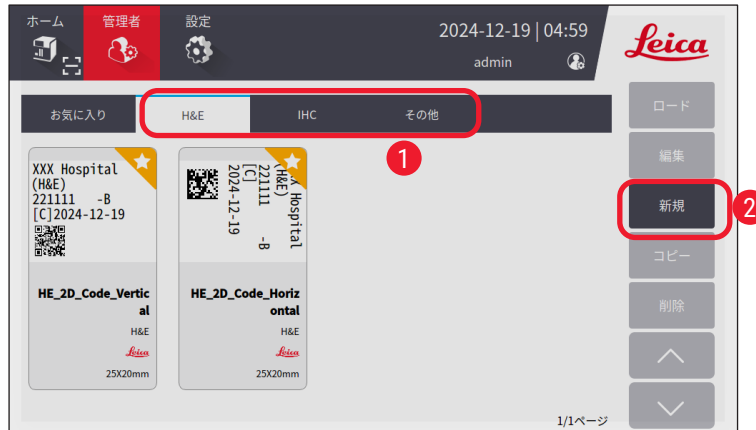 ホーム
管理者
設定
2024-12-19 | 04:59
admin
Leica
お気に入り
H&E
IHC
その他
1
XXX Hospital
(H&E)
221111 -B
[C]2024-12-19
HE_2D_Code_Vertic
al
H&E
Leica
25X20mm
X Hospital
(H&E)
221111 -B
[C]
2024-12-19
HE_2D_Code_Horiz
ontal
H&E
Leica
25X20mm
1/1ページ
ロード
編集
新規
2
コピー
削除